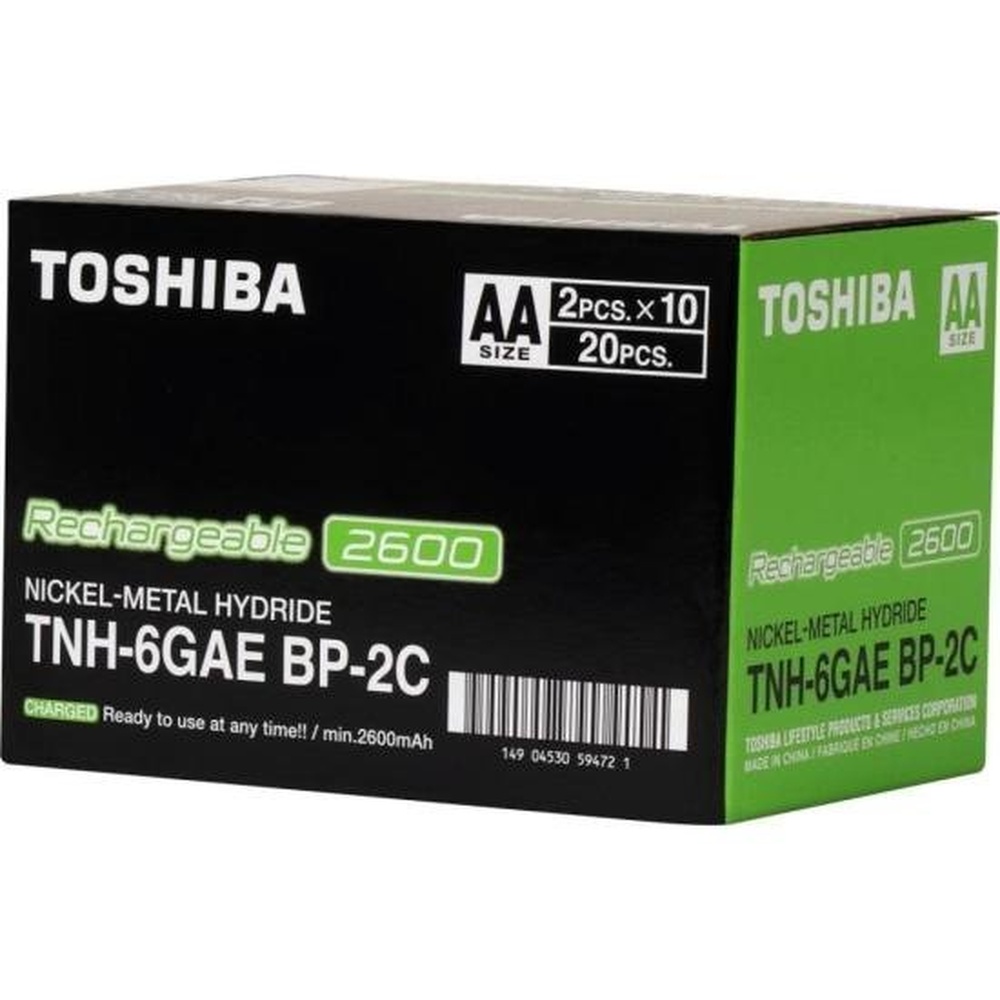 TOSHIBA
AA
SIZE
2PCS.×10
20PCS.
Rechargeable 2600
NICKEL-METAL HYDRIDE
TNH-6GAE BP-2C
CHARGED Ready to use at any time!! / min.2600mAh
149 04530 59472 1
TOSHIBA
AA
SIZE
Rechargeable 2600
NICKEL-METAL HYDRIDE
TNH-6GAE BP-2C
TOSHIBA LIFESTYLE PRODUCTS & SERVICES CORPORATION
MADE IN CHINA / FABRIQUÉ EN CHINE / HECHO EN CHINA